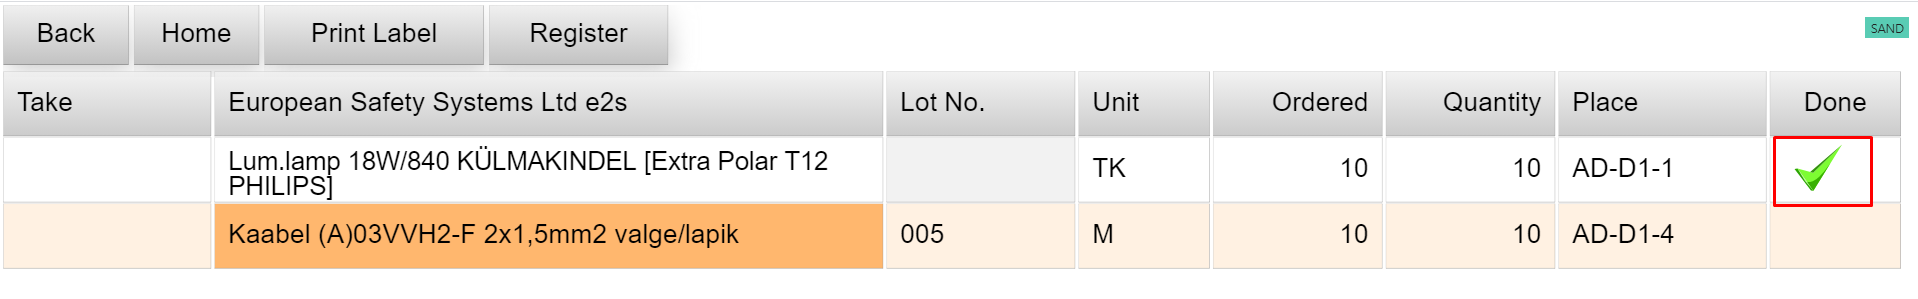 Back Home Print Label Register SAND
Take European Safety Systems Ltd e2s Lot No. Unit Ordered Quantity Place Done
Lum.lamp 18W/840 KÜLMAKINDEL [Extra Polar T12
PHILIPS] TK 10 10 AD-D1-1
Kaabel (A)03VVH2-F 2x1,5mm2 valge/lapik 005 M 10 10 AD-D1-4